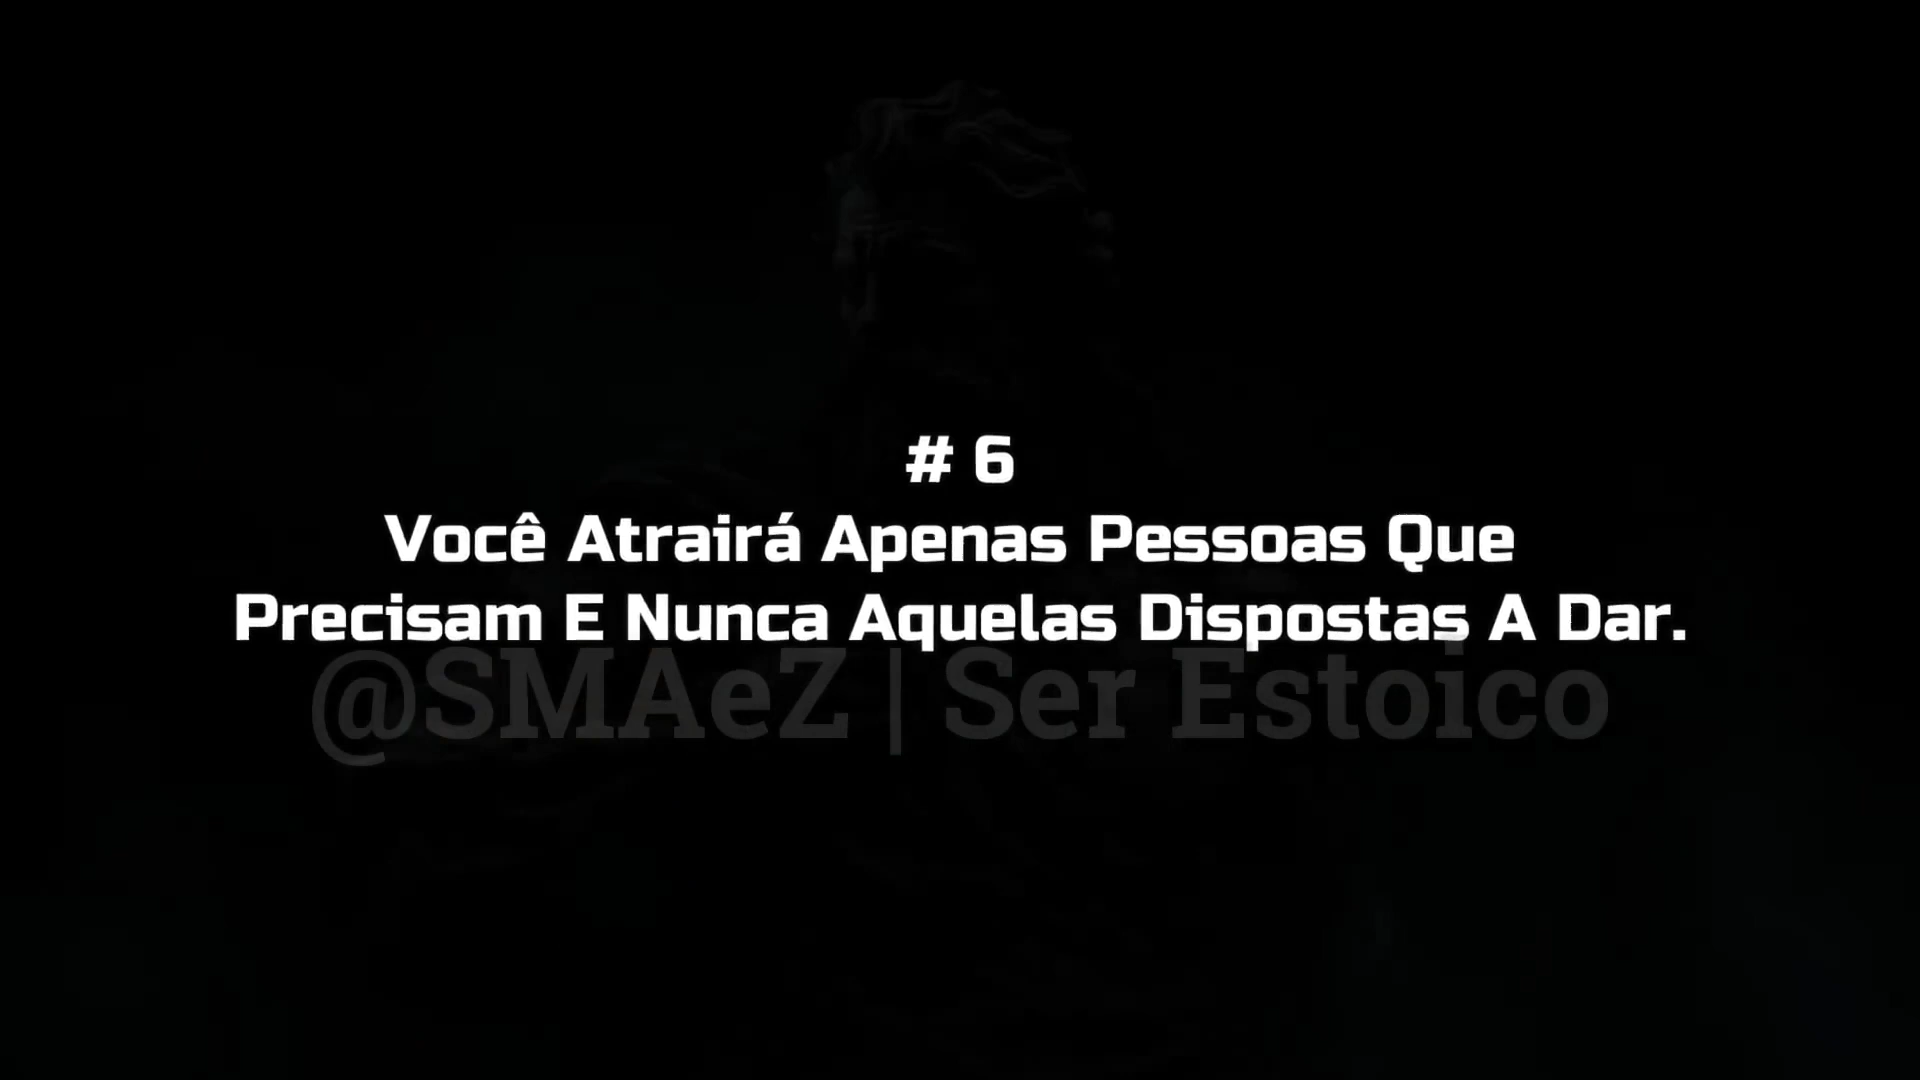 # 6
Você Atrairá Apenas Pessoas Que
Precisam E Nunca Aquelas Dispostas A Dar.
@SMAeZ | Ser Estoico